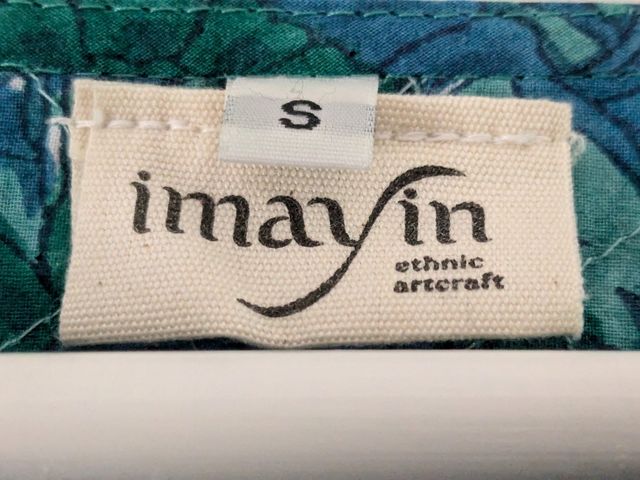 S
imayin
ethnic
artcraft